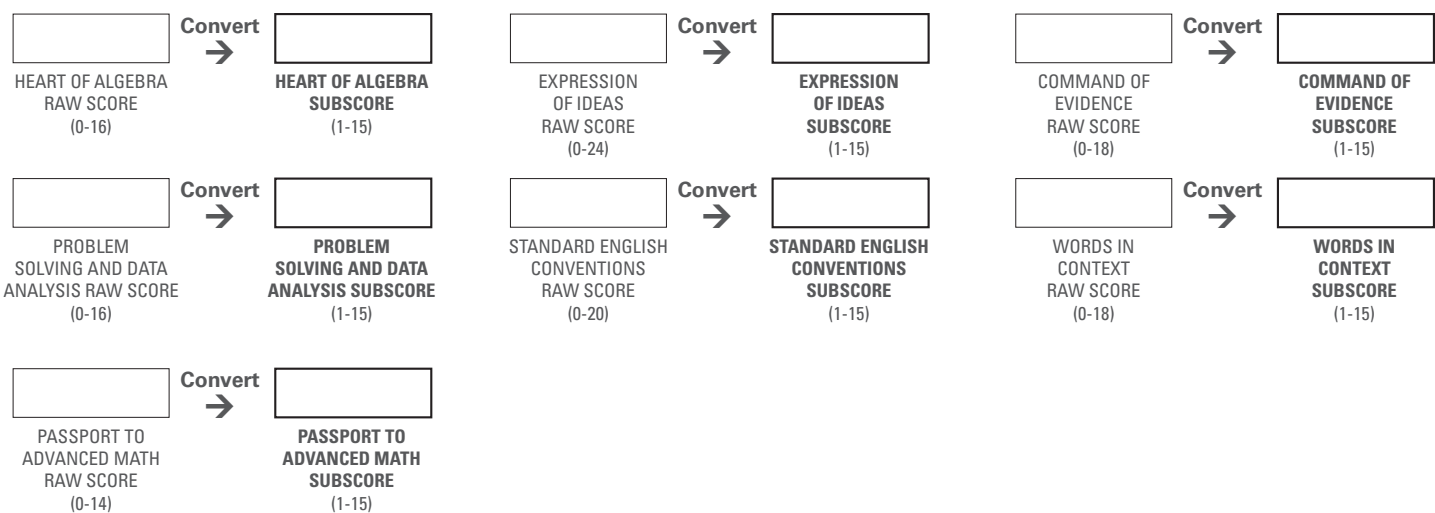 Convert
→
HEART OF ALGEBRA
RAW SCORE
(0-16)
HEART OF ALGEBRA
SUBSCORE
(1-15)
Convert
→
EXPRESSION
OF IDEAS
RAW SCORE
(0-24)
EXPRESSION
OF IDEAS
SUBSCORE
(1-15)
Convert
→
COMMAND OF
EVIDENCE
RAW SCORE
(0-18)
COMMAND OF
EVIDENCE
SUBSCORE
(1-15)
Convert
→
PROBLEM
SOLVING AND DATA
ANALYSIS RAW SCORE
(0-16)
PROBLEM
SOLVING AND DATA
ANALYSIS SUBSCORE
(1-15)
Convert
→
STANDARD ENGLISH
CONVENTIONS
RAW SCORE
(0-20)
STANDARD ENGLISH
CONVENTIONS
SUBSCORE
(1-15)
Convert
→
WORDS IN
CONTEXT
RAW SCORE
(0-18)
WORDS IN
CONTEXT
SUBSCORE
(1-15)
Convert
→
PASSPORT TO
ADVANCED MATH
RAW SCORE
(0-14)
PASSPORT TO
ADVANCED MATH
SUBSCORE
(1-15)